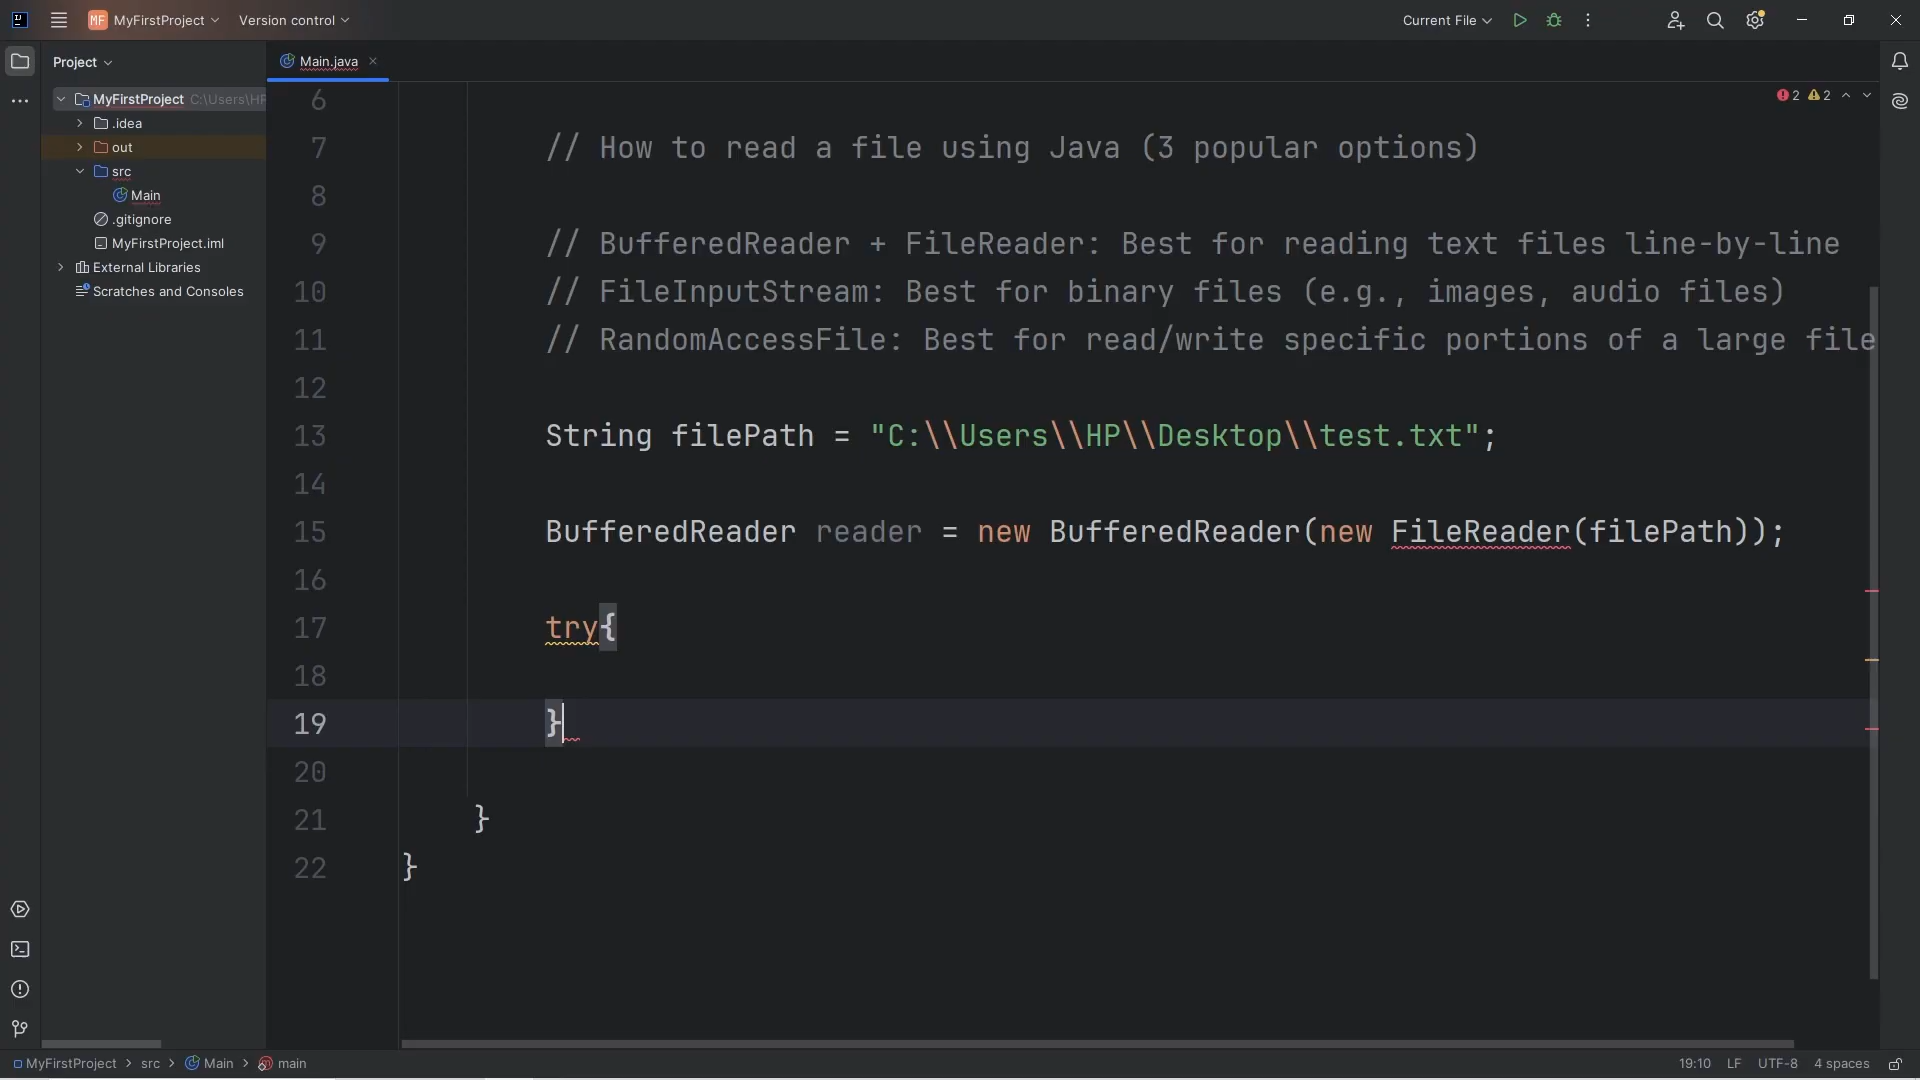 MF MyFirstProject Version control Current File
Project Main.java
MyFirstProject C:\Users\HP
.idea
out
src
Main
.gitignore
MyFirstProject.iml
External Libraries
Scratches and Consoles
2 2
6
7 // How to read a file using Java (3 popular options)
8
9 // BufferedReader + FileReader: Best for reading text files line-by-line
10 // FileInputStream: Best for binary files (e.g., images, audio files)
11 // RandomAccessFile: Best for read/write specific portions of a large file
12
13 String filePath = "C:\\Users\\HP\\Desktop\\test.txt";
14
15 BufferedReader reader = new BufferedReader(new FileReader(filePath));
16
17 try{
18
19 }
20
21 }
22 }
MyFirstProject > src > Main > main 19:10 LF UTF-8 4 spaces